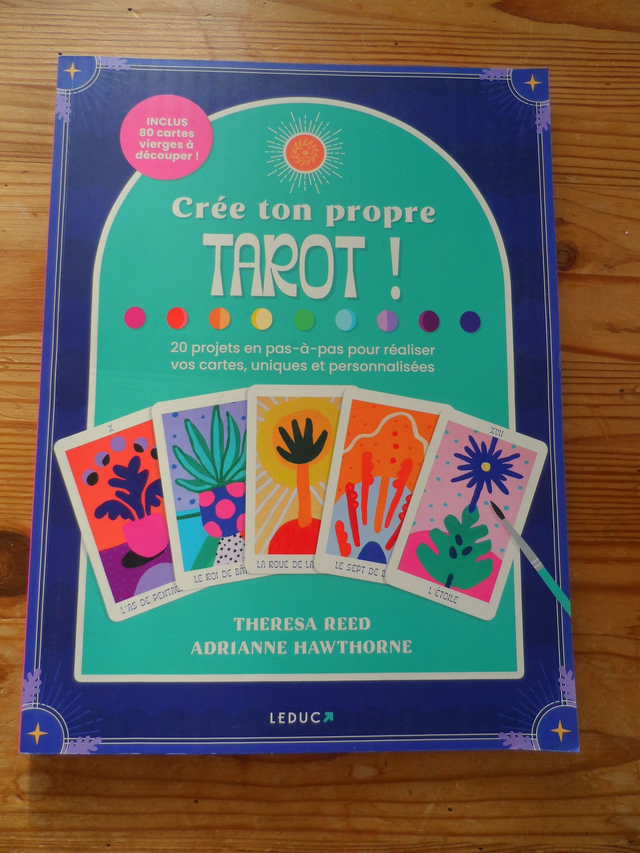 INCLUS
80 cartes
vierges à
découper !
Crée ton propre
TAROT !
20 projets en pas-à-pas pour réaliser
vos cartes, uniques et personnalisées
X
XIIII
L'AS DE
LE ROI DE
LA ROUE DE LA
LE SEPT DE
L'ÉTOILE
THERESA REED
ADRIANNE HAWTHORNE
LEDUC